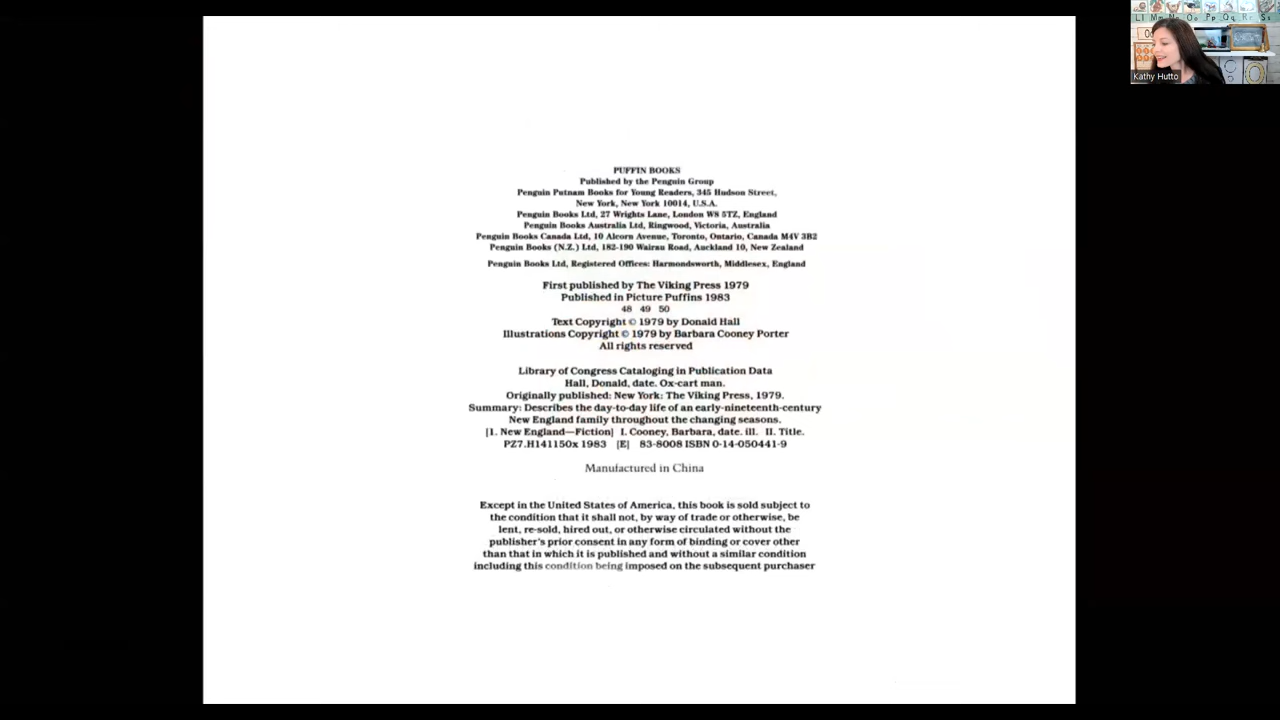 PUFFIN BOOKS
Published by the Penguin Group
Penguin Putnam Books for Young Readers, 345 Hudson Street,
New York, New York 10014, U.S.A.
Penguin Books Ltd, 27 Wrights Lane, London W8 5TZ, England
Penguin Books Australia Ltd, Ringwood, Victoria, Australia
Penguin Books Canada Ltd, 10 Alcorn Avenue, Toronto, Ontario, Canada M4V 3B2
Penguin Books (N.Z.) Ltd, 182-190 Wairau Road, Auckland 10, New Zealand
Penguin Books Ltd, Registered Offices: Harmondsworth, Middlesex, England
First published by The Viking Press 1979
Published in Picture Puffins 1983
48 49 50
Text Copyright © 1979 by Donald Hall
Illustrations Copyright © 1979 by Barbara Cooney Porter
All rights reserved
Library of Congress Cataloging in Publication Data
Hall, Donald, date. Ox-cart man.
Originally published: New York: The Viking Press, 1979.
Summary: Describes the day-to-day life of an early-nineteenth-century
New England family throughout the changing seasons.
[1. New England—Fiction] I. Cooney, Barbara, date. ill. II. Title.
PZ7.H141150x 1983 [E] 83-8008 ISBN 0-14-050441-9
Manufactured in China
Except in the United States of America, this book is sold subject to
the condition that it shall not, by way of trade or otherwise, be
lent, re-sold, hired out, or otherwise circulated without the
publisher's prior consent in any form of binding or cover other
than that in which it is published and without a similar condition
including this condition being imposed on the subsequent purchaser
Ll Mm Nn Oo Pp Qq Rr Ss
Kathy Hutto